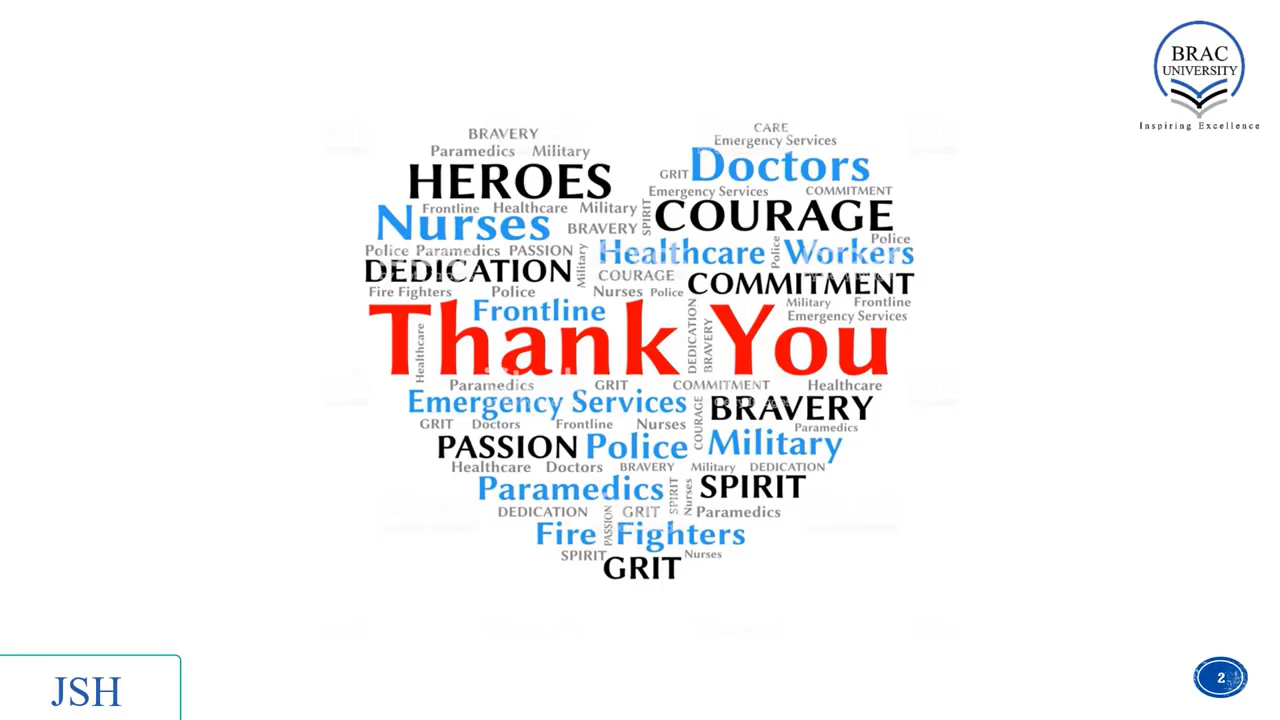 BRAC
UNIVERSITY
Inspiring Excellence
BRAVERY
Paramedics Military
HEROES
Frontline Healthcare Military
Nurses BRAVERY
Police Paramedics PASSION
Military
DEDICATION
Fire Fighters Police
CARE
Emergency Services
GRIT Doctors
Emergency Services COMMITMENT
SPIRIT
COURAGE
Police
Healthcare Workers
Police
COURAGE COMMITMENT
Nurses Police Military Frontline
Frontline Emergency Services
Healthcare
Thank You
DEDICATION
BRAVERY
Paramedics GRIT COMMITMENT Healthcare
Emergency Services BRAVERY
COURAGE
GRIT Doctors Frontline Nurses Paramedics
PASSION Police Military
Healthcare Doctors BRAVERY Military DEDICATION
Paramedics SPIRIT
SPIRIT
Nurses
DEDICATION GRIT Paramedics
PASSION
Fire Fighters
SPIRIT Nurses
GRIT
JSH
2